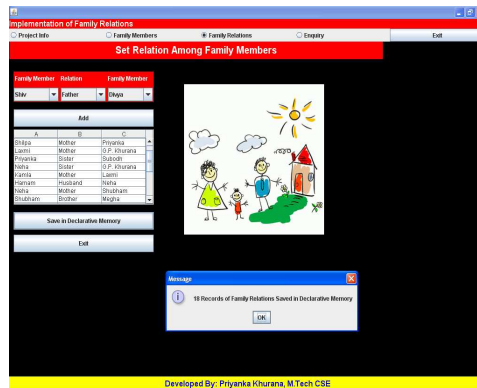 Implementation of Family Relations
Project Info Family Members Family Relations Enquiry Exit
Set Relation Among Family Members
Family Member Relation Family Member
Shiv Father Divya
Add
A B C
Shilpa Mother Priyanka
Laxmi Mother G.P. Khurana
Priyanka Sister Subodh
Neha Sister G.P. Khurana
Kamla Mother Laxmi
Harnam Husband Neha
Neha Mother Shubham
Shubham Brother Megha
Save in Declarative Memory
Exit
Message
18 Records of Family Relations Saved in Declarative Memory
OK
Developed By: Priyanka Khurana, M.Tech CSE